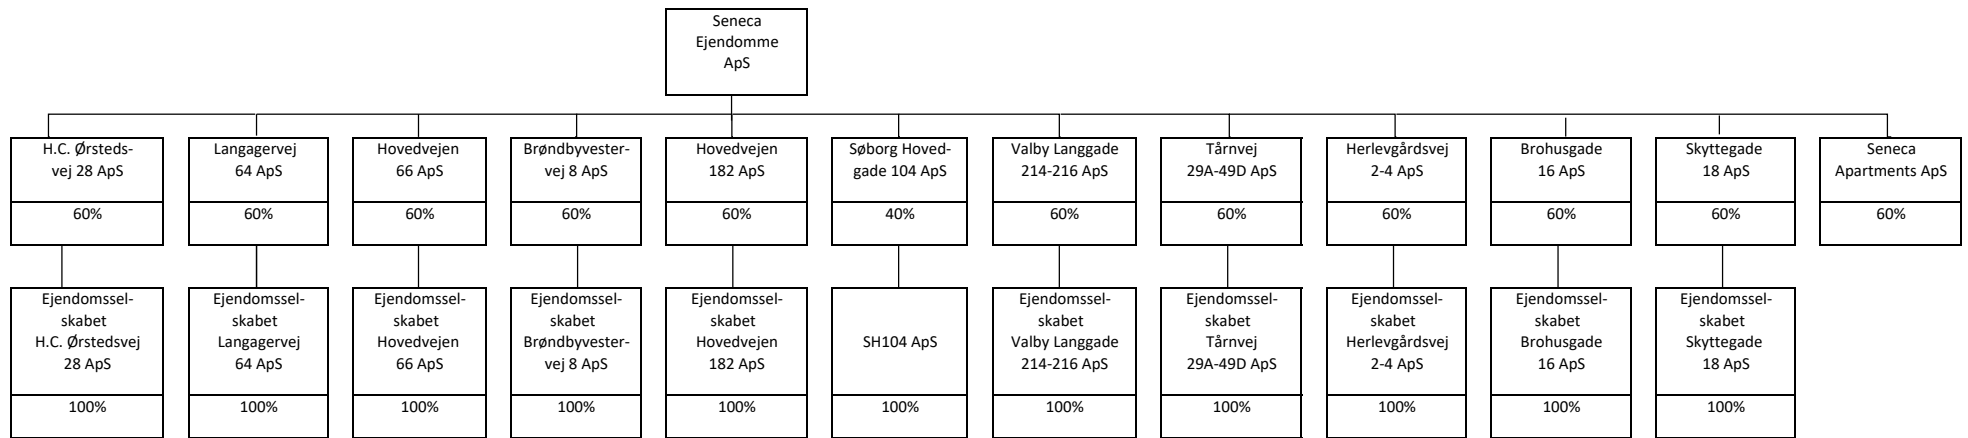 Seneca
Ejendomme
ApS
H.C. Ørsteds-
vej 28 ApS
60%
Langagervej
64 ApS
60%
Hovedvejen
66 ApS
60%
Brøndbyvester-
vej 8 ApS
60%
Hovedvejen
182 ApS
60%
Søborg Hoved-
gade 104 ApS
40%
Valby Langgade
214-216 ApS
60%
Tårnvej
29A-49D ApS
60%
Herlevgårdsvej
2-4 ApS
60%
Brohusgade
16 ApS
60%
Skyttegade
18 ApS
60%
Seneca
Apartments ApS
60%
Ejendomssel-
skabet
H.C. Ørstedsvej
28 ApS
100%
Ejendomssel-
skabet
Langagervej
64 ApS
100%
Ejendomssel-
skabet
Hovedvejen
66 ApS
100%
Ejendomssel-
skabet
Brøndbyvester-
vej 8 ApS
100%
Ejendomssel-
skabet
Hovedvejen
182 ApS
100%
SH104 ApS
100%
Ejendomssel-
skabet
Valby Langgade
214-216 ApS
100%
Ejendomssel-
skabet
Tårnvej
29A-49D ApS
100%
Ejendomssel-
skabet
Herlevgårdsvej
2-4 ApS
100%
Ejendomssel-
skabet
Brohusgade
16 ApS
100%
Ejendomssel-
skabet
Skyttegade
18 ApS
100%